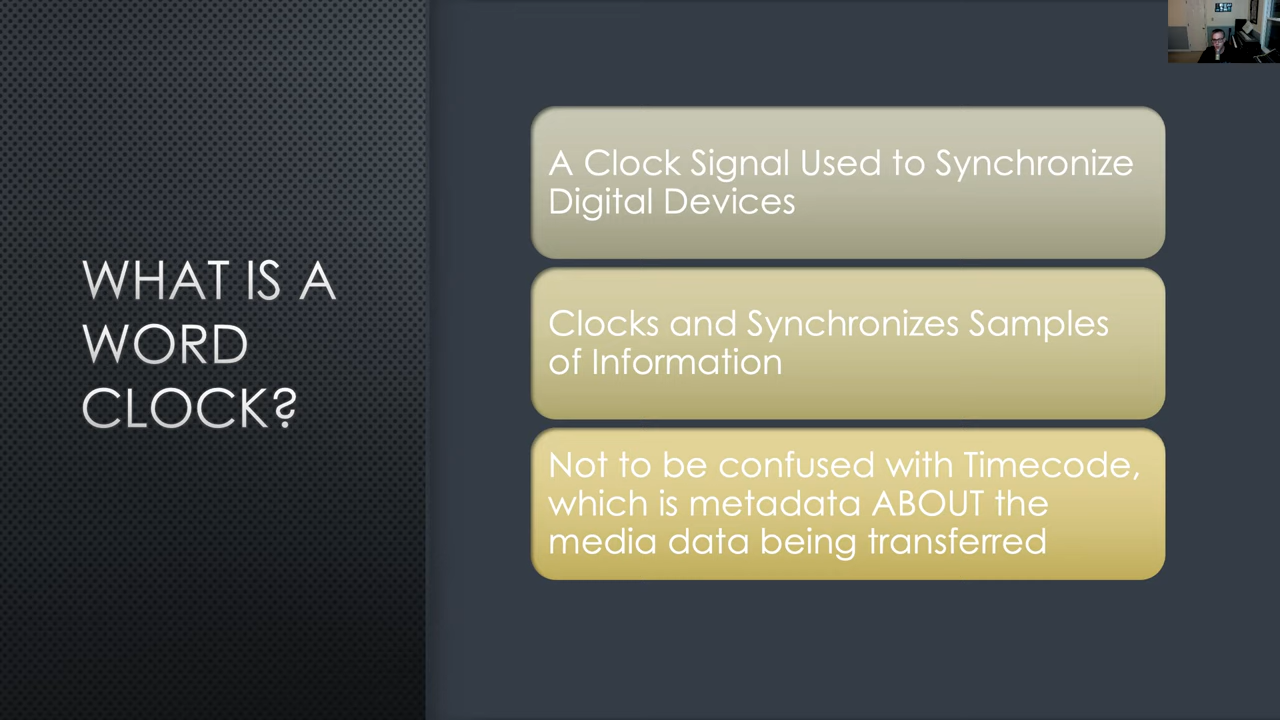 WHAT IS A
WORD
CLOCK?
A Clock Signal Used to Synchronize
Digital Devices
Clocks and Synchronizes Samples
of Information
Not to be confused with Timecode,
which is metadata ABOUT the
media data being transferred